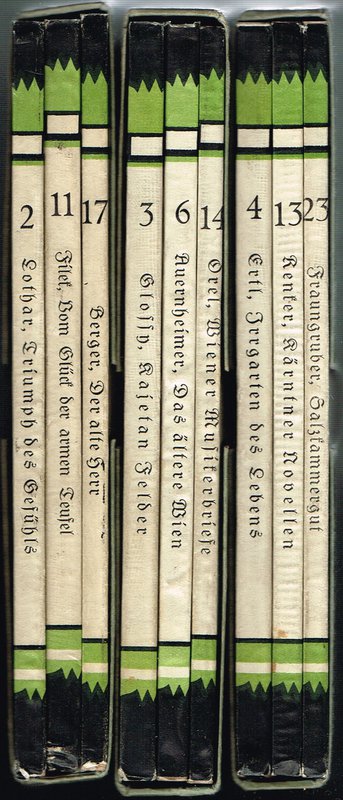 2
Lothar, Triumph des Gefühls
11
Filek, Vom Glück der armen Teufel
17
Berger, Der alte Herr
3
Glossy, Kajetan Felder
6
Auernheimer, Das ältere Wien
14
Orel, Wiener Musikerbriefe
4
Ertl, Irrgarten des Lebens
13
Renker, Kärntner Novellen
23
Fraungruber, Salzkammergut